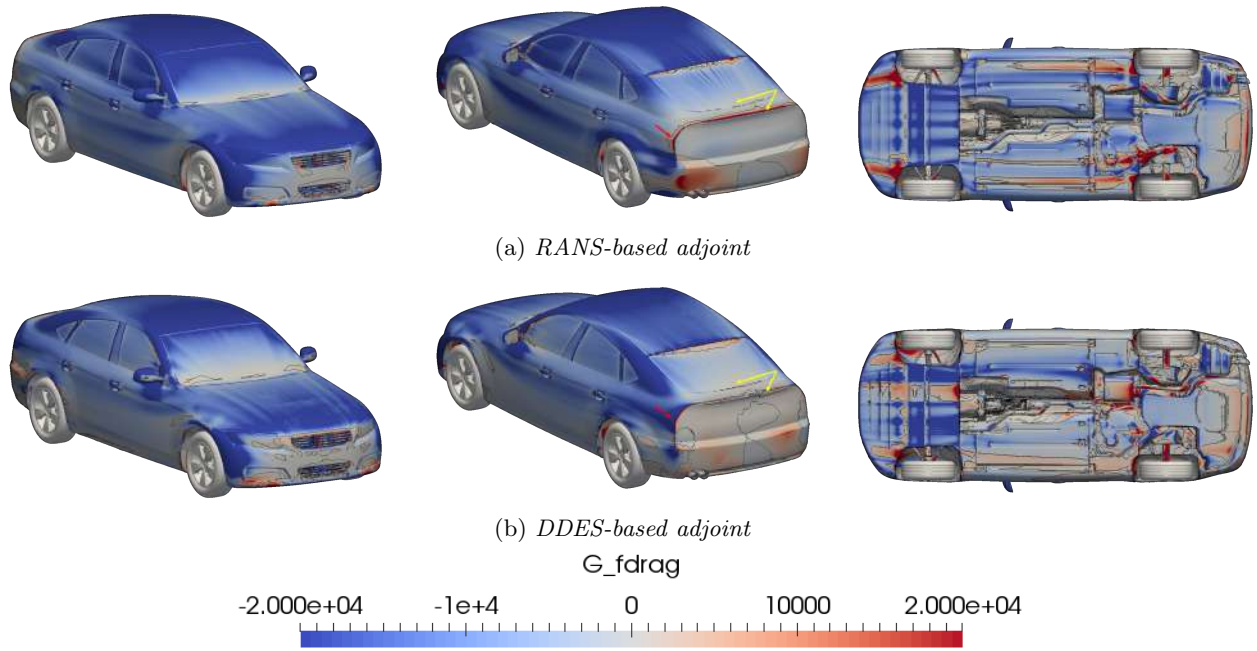 (a) RANS-based adjoint
(b) DDES-based adjoint
G_fdrag
-2.000e+04 -1e+4 0 10000 2.000e+04